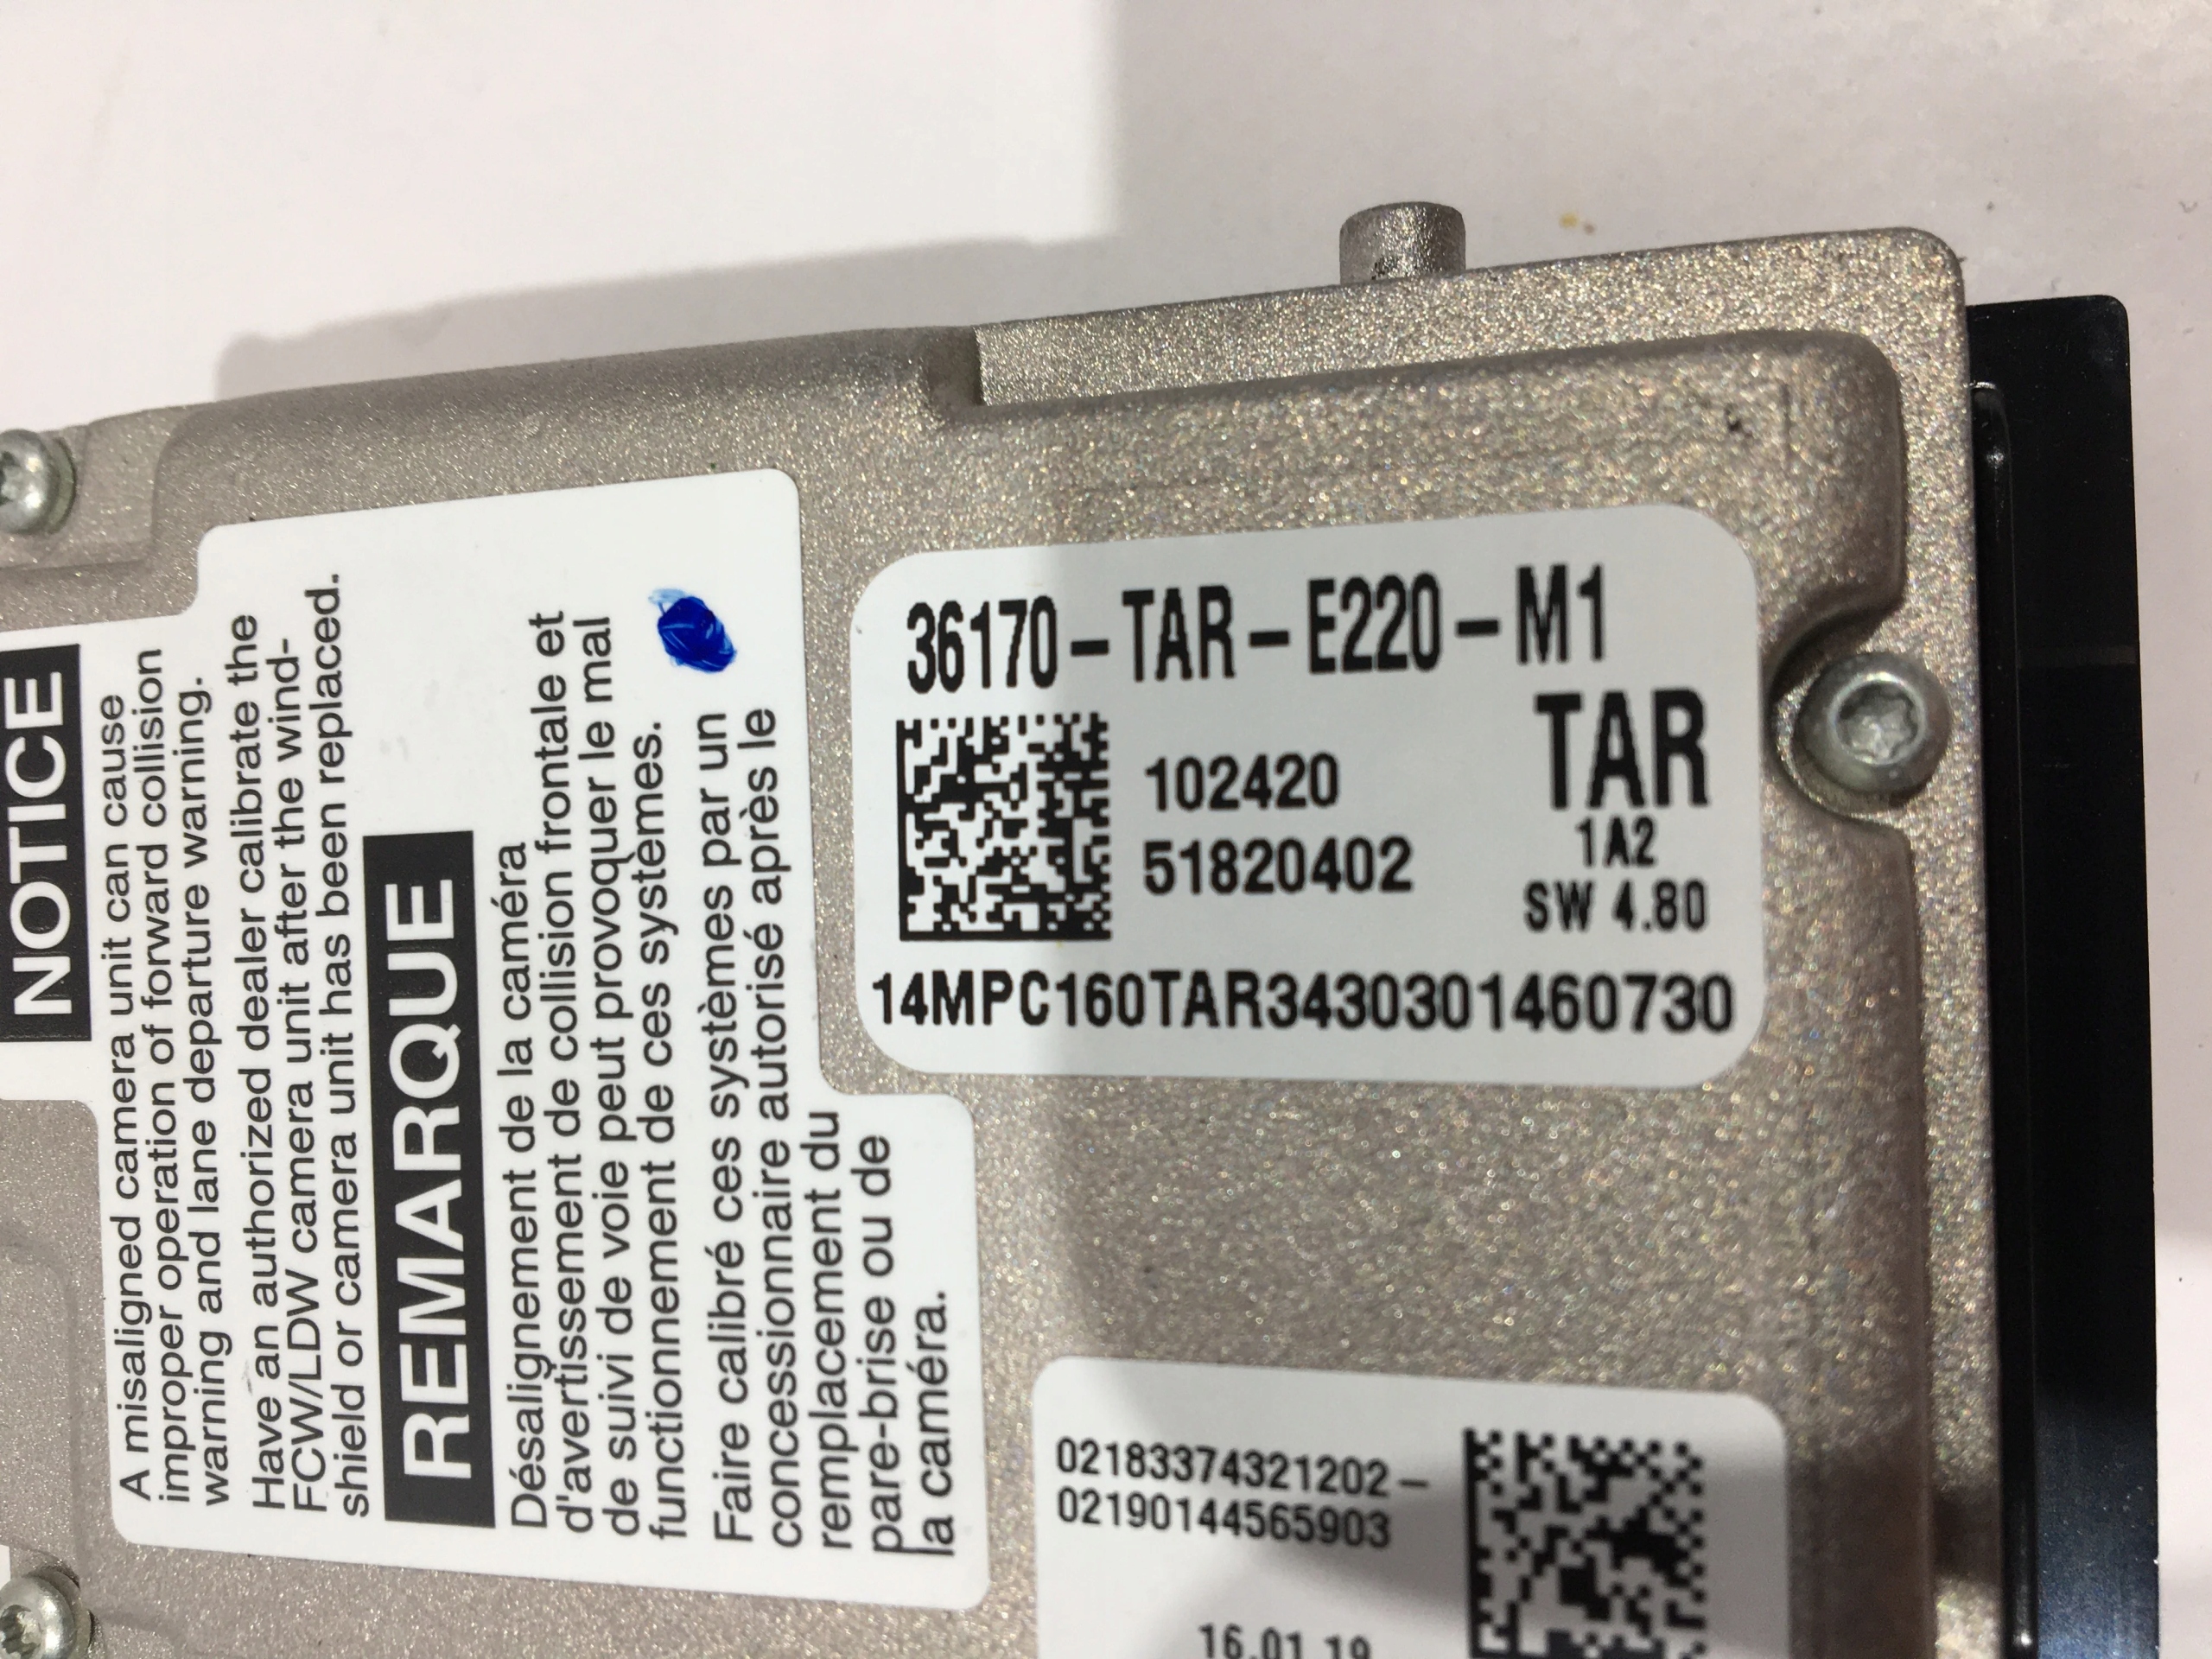 NOTICE
A misaligned camera unit can cause
improper operation of forward collision
warning and lane departure warning.
Have an authorized dealer calibrate the
FCW/LDW camera unit after the wind-
shield or camera unit has been replaced.
REMARQUE
Désalignement de la caméra
d'avertissement de collision frontale et
de suivi de voie peut provoquer le mal
functionnement de ces systèmes.
Faire calibré ces systèmes par un
concessionnaire autorisé après le
remplacement du
pare-brise ou de
la caméra.
36170-TAR-E220-M1
102420
51820402
TAR
1A2
SW 4.80
14MPC160TAR3430301460730
02183374321202-
02190144565903
16.01.19